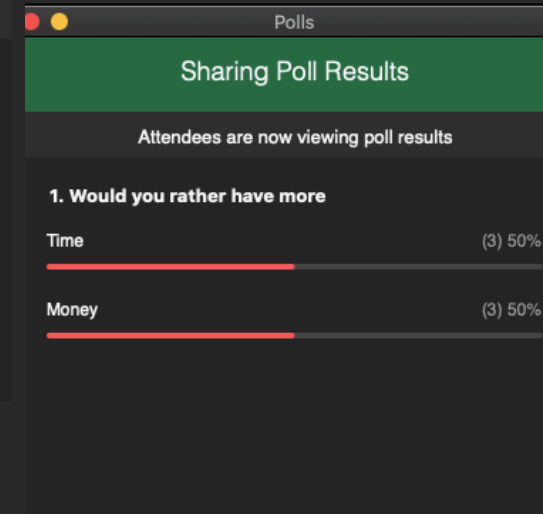 Polls
Sharing Poll Results
Attendees are now viewing poll results
1. Would you rather have more
Time (3) 50%
Money (3) 50%